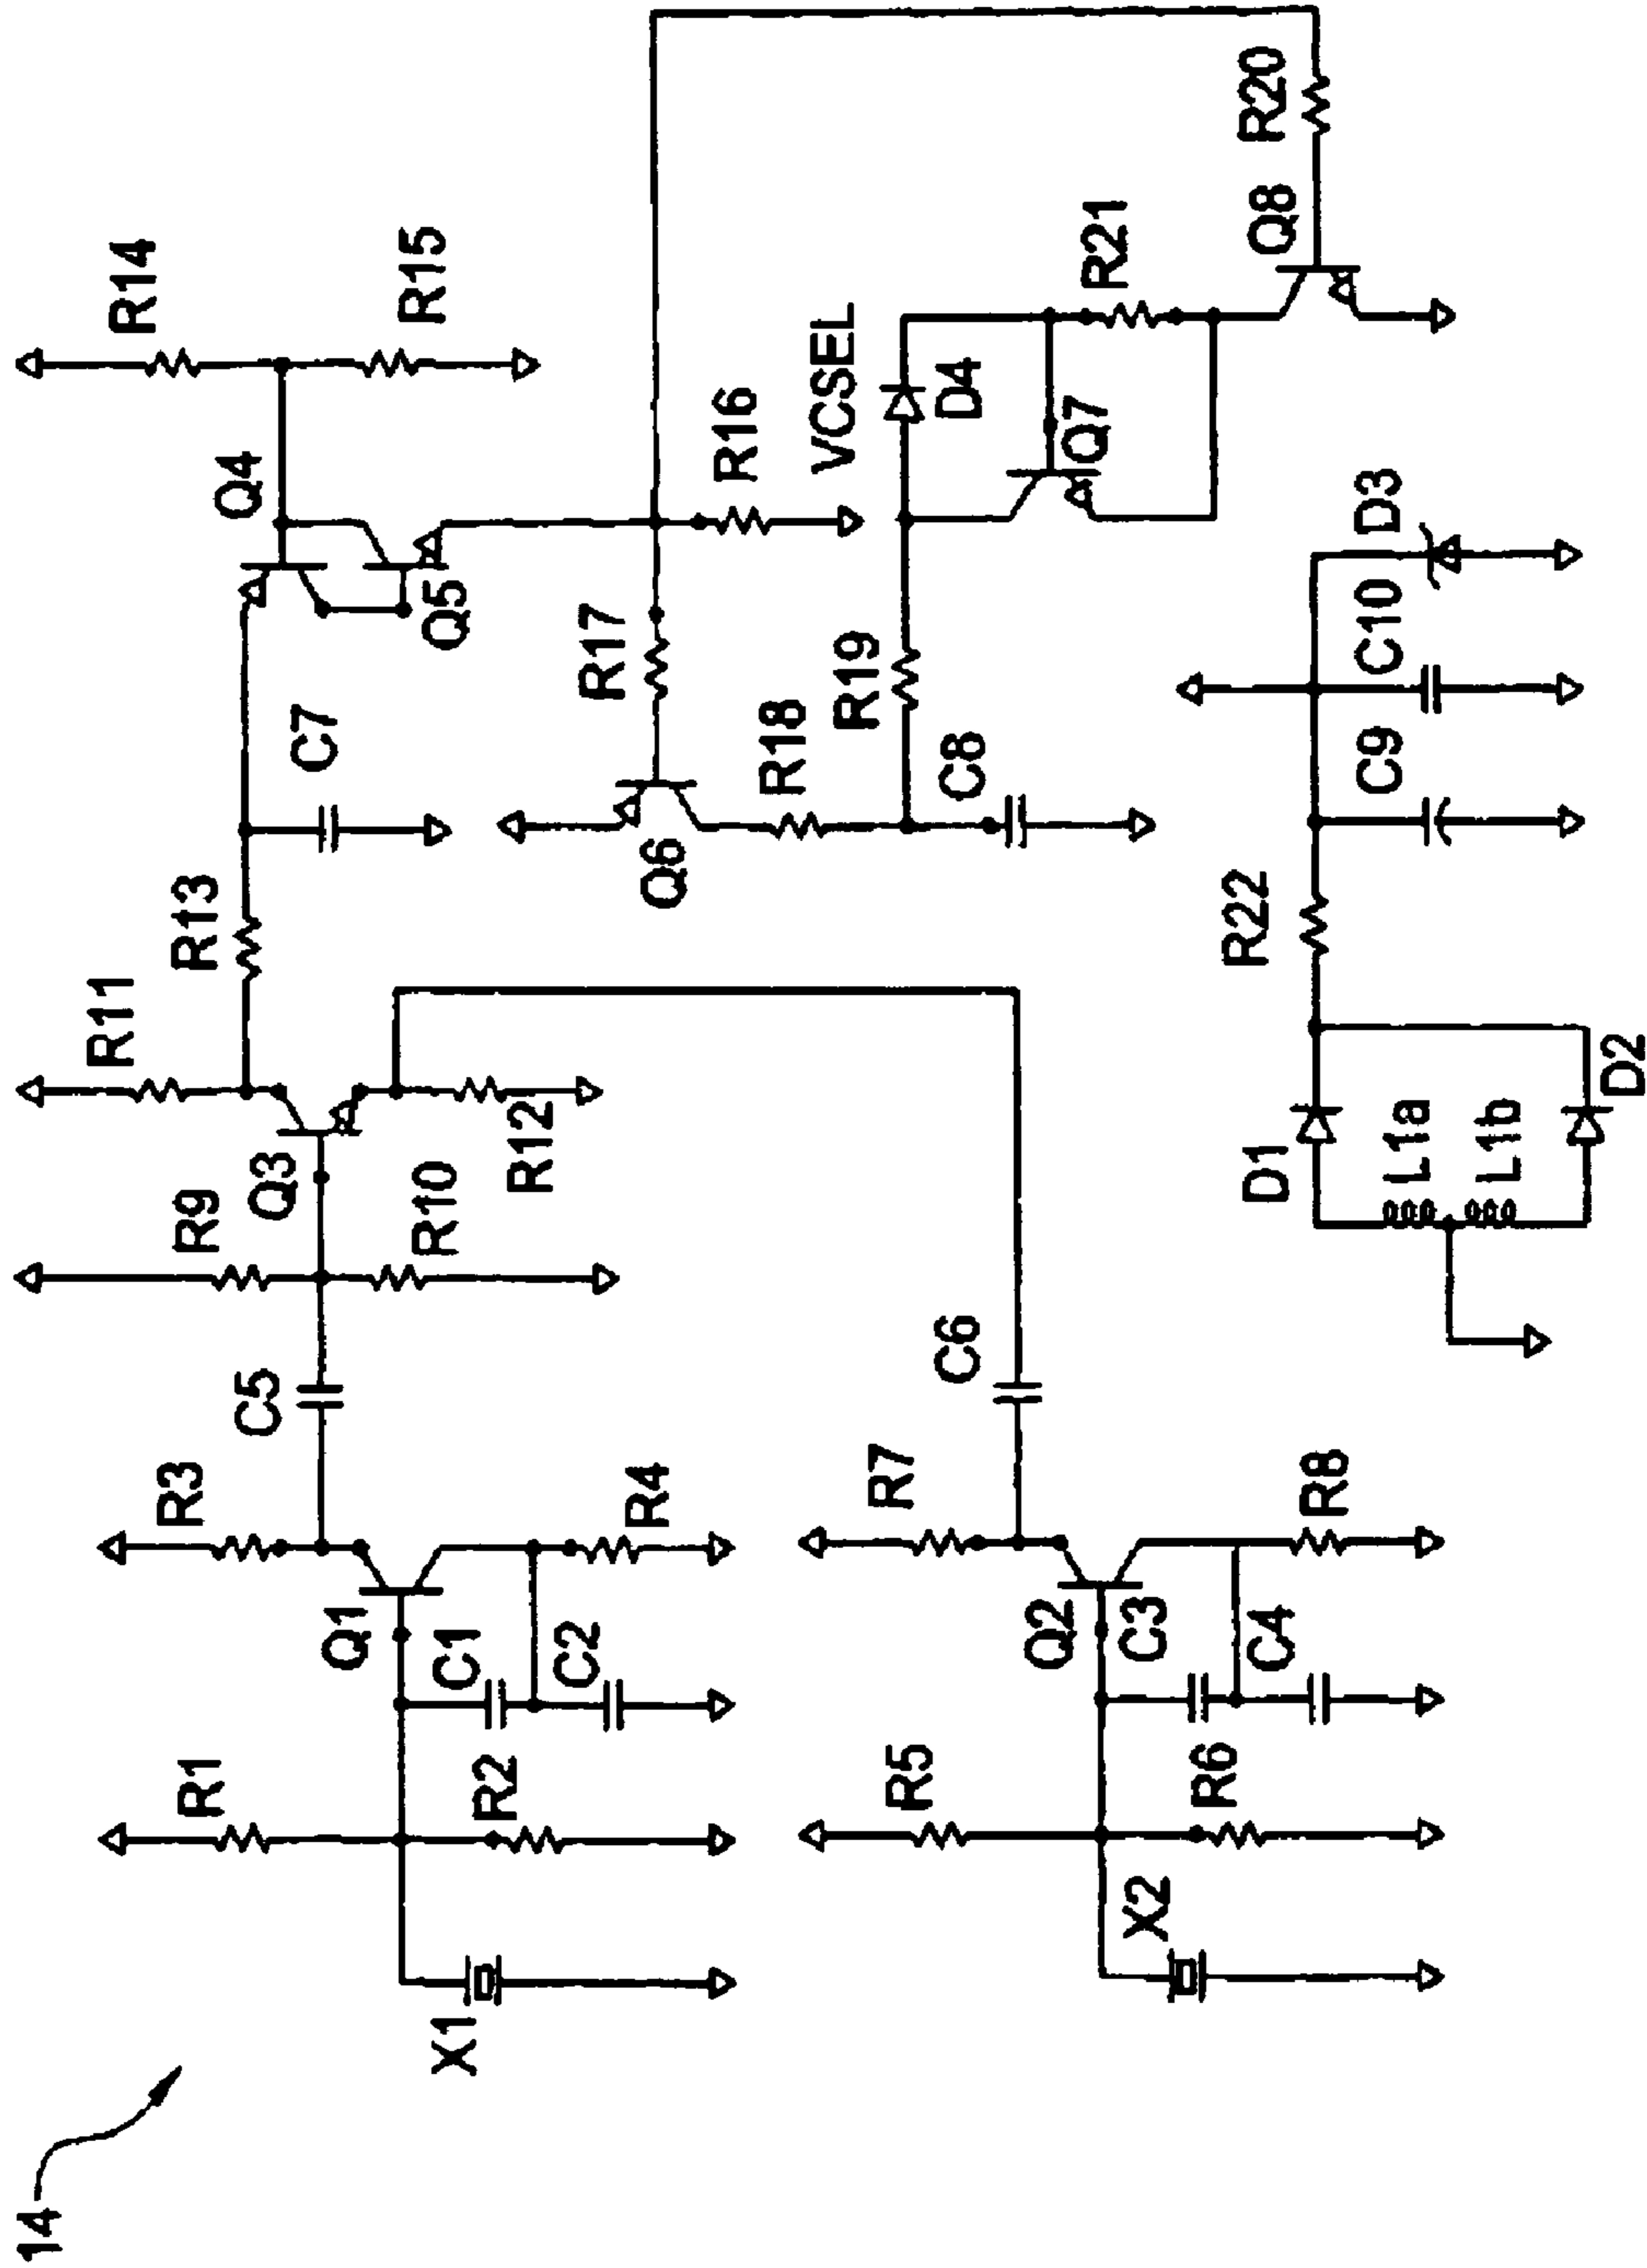 14
X1
R1
R2
Q1
C1
C2
R3
R4
C5
R9
R10
Q3
R11
R12
R13
C7
Q4
Q5
R14
R15
R16
R17
Q6
R18
R19
C8
VCSEL
D4
Q7
R21
Q8
R20
X2
R5
R6
Q2
C3
C4
R7
R8
C6
D1
L1a
L1b
D2
R22
C9
C10
D3